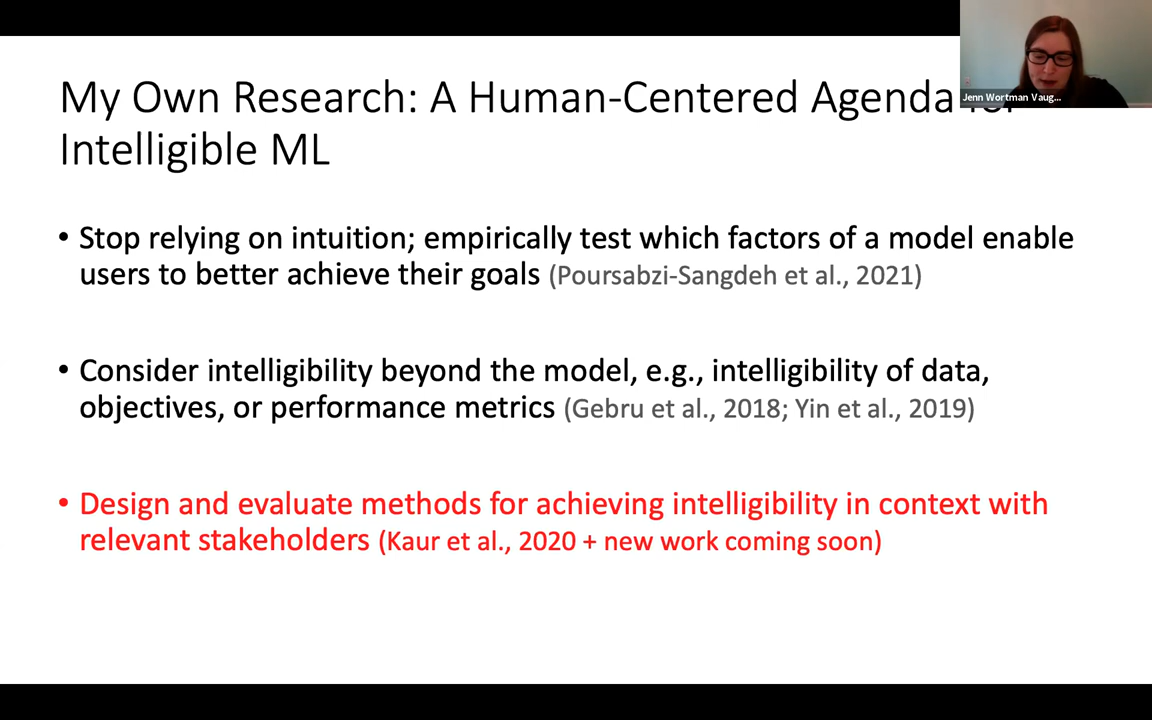 My Own Research: A Human-Centered Agenda
Intelligible ML
Jenn Wortman Vaug...
• Stop relying on intuition; empirically test which factors of a model enable
users to better achieve their goals (Poursabzi-Sangdeh et al., 2021)
• Consider intelligibility beyond the model, e.g., intelligibility of data,
objectives, or performance metrics (Gebru et al., 2018; Yin et al., 2019)
• Design and evaluate methods for achieving intelligibility in context with
relevant stakeholders (Kaur et al., 2020 + new work coming soon)